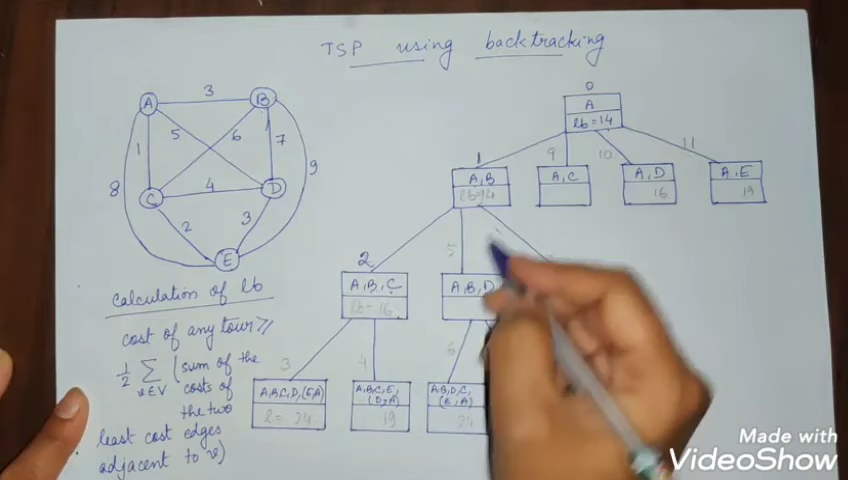 TSP using backtracking
0
A
lb=14
1
9
10
11
A,B
lb=14
A,C
A,D
16
A,E
19
A
3
B
5
6
7
1
9
8
C
4
D
2
3
E
2
5
A,B,C
lb=16
A,B,D
calculation of lb
cost of any tour ≥
1/2 Σ v∈V (sum of the
costs of
the two
least cost edges
adjacent to v)
3
4
6
A,B,C,D,(E,A)
l= 24
A,B,C,E,
(D,A)
19
A,B,D,C,
(E,A)
24
Made with
VideoShow